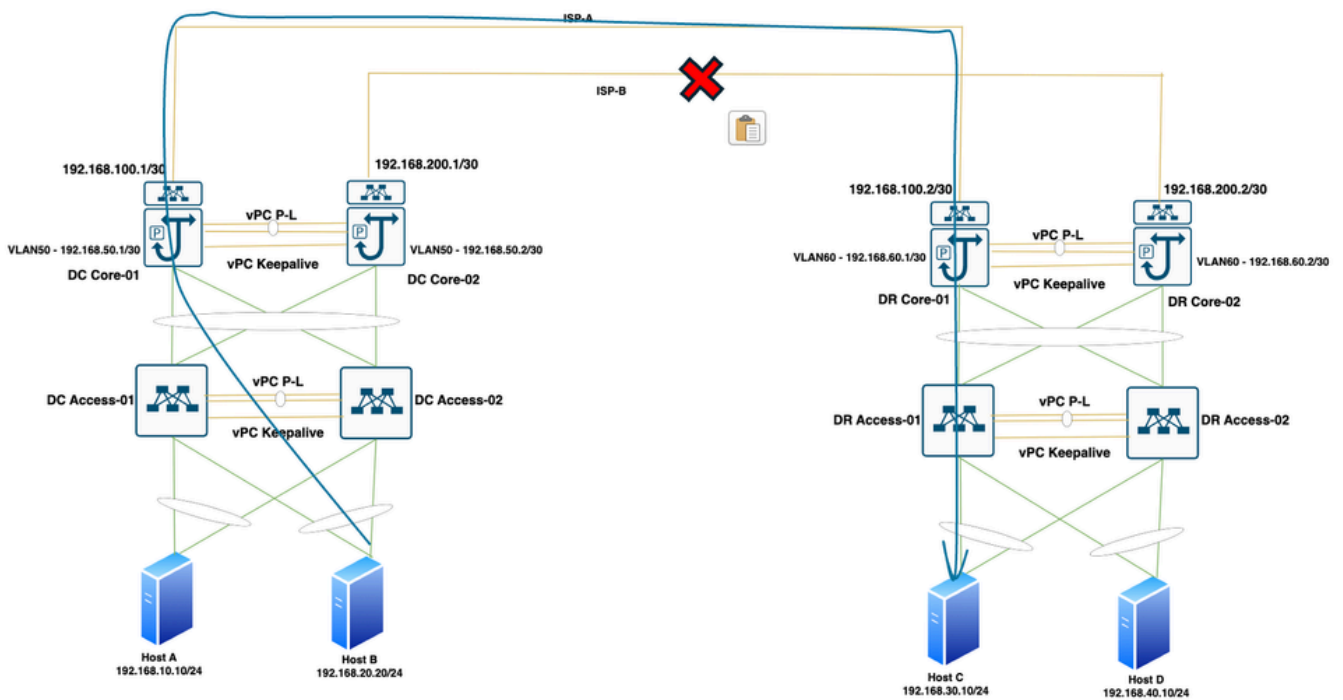 ISP-A
ISP-B
192.168.100.1/30
192.168.200.1/30
192.168.100.2/30
192.168.200.2/30
vPC P-L
P
P
VLAN50 - 192.168.50.1/30
VLAN50 - 192.168.50.2/30
vPC Keepalive
DC Core-01
DC Core-02
vPC P-L
P
P
VLAN60 - 192.168.60.1/30
VLAN60 - 192.168.60.2/30
vPC Keepalive
DR Core-01
DR Core-02
DC Access-01
vPC P-L
DC Access-02
vPC Keepalive
DR Access-01
vPC P-L
DR Access-02
vPC Keepalive
Host A
192.168.10.10/24
Host B
192.168.20.20/24
Host C
192.168.30.10/24
Host D
192.168.40.10/24